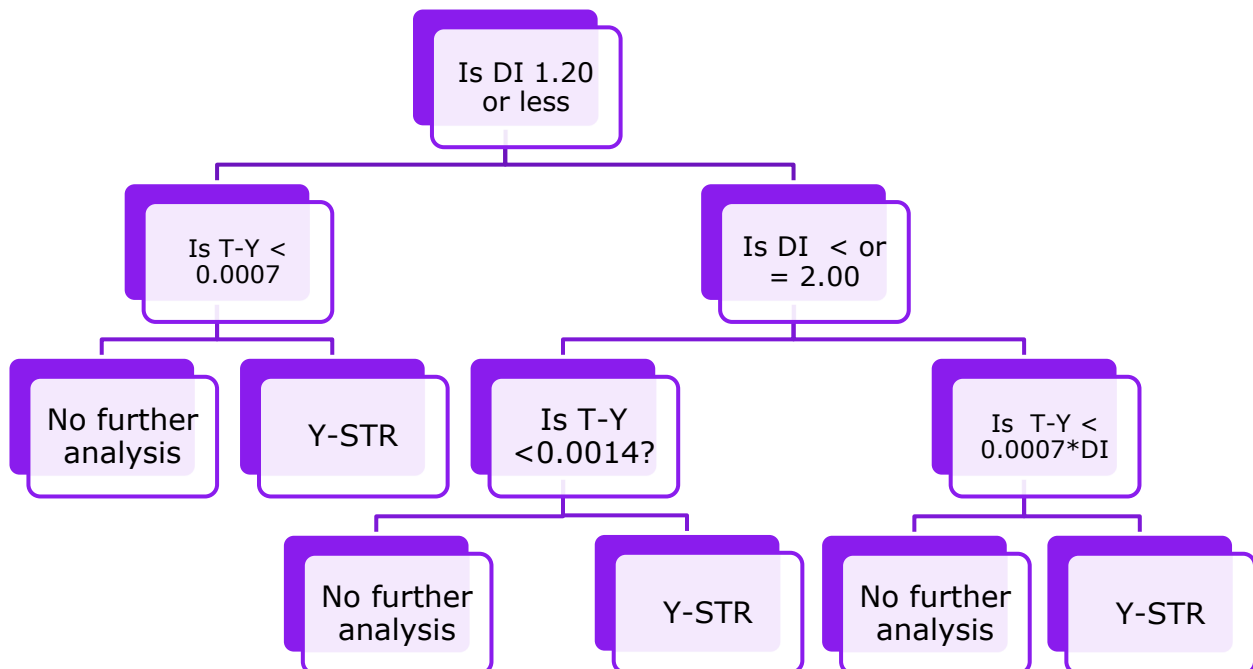 Is DI 1.20
or less
Is T-Y <
0.0007
Is DI < or
= 2.00
No further
analysis
Y-STR
Is T-Y
<0.0014?
Is T-Y <
0.0007*DI
No further
analysis
Y-STR
No further
analysis
Y-STR